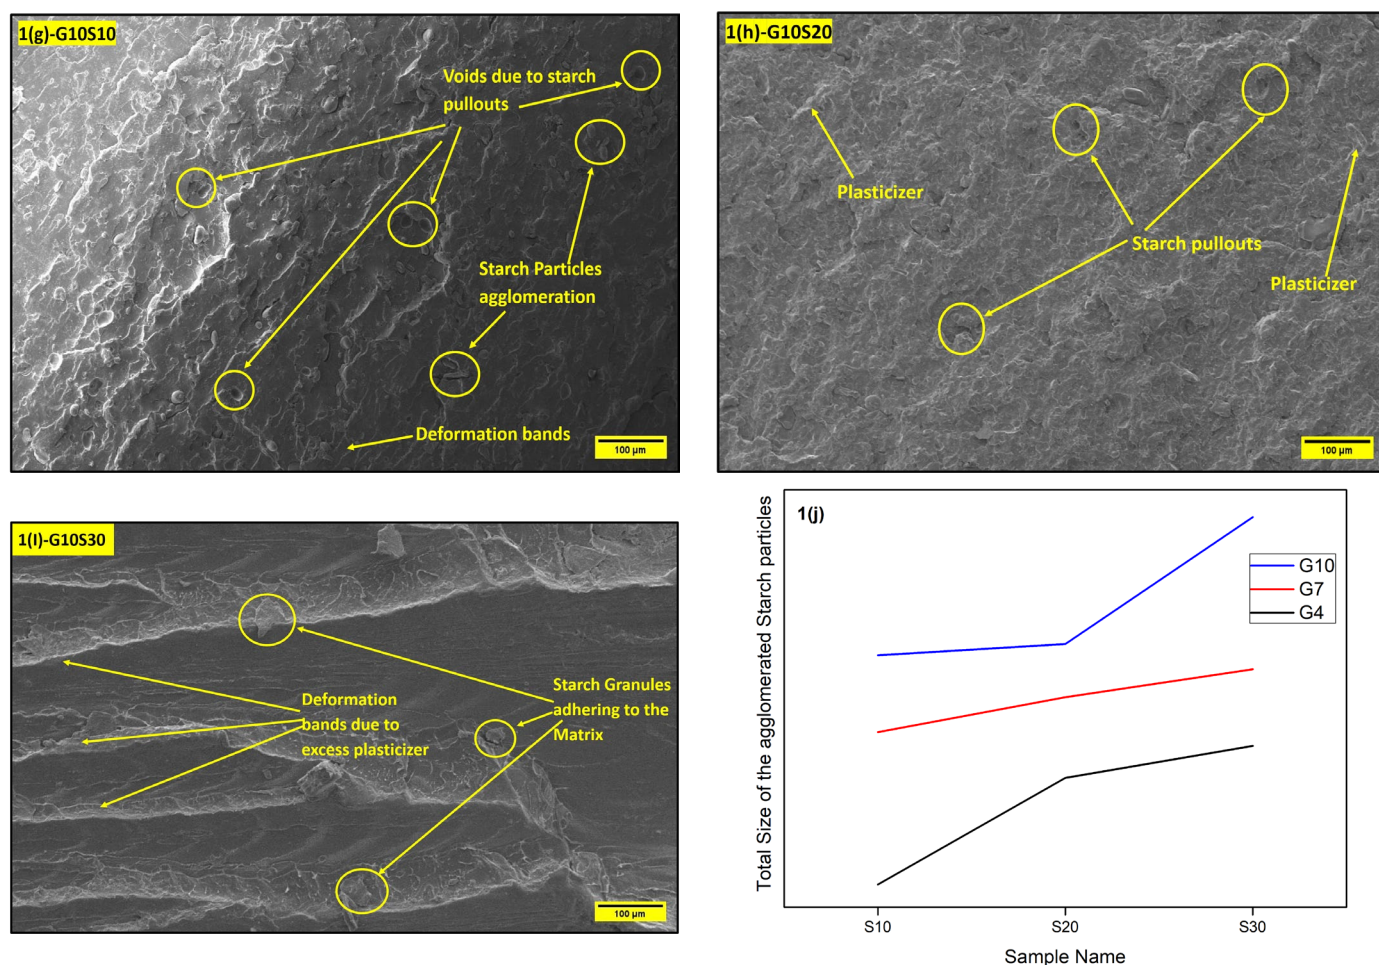 1(g)-G10S10
Voids due to starch
pullouts
Starch Particles
agglomeration
Deformation bands
100 µm
1(h)-G10S20
Plasticizer
Starch pullouts
Plasticizer
100 µm
1(I)-G10S30
Deformation
bands due to
excess plasticizer
Starch Granules
adhering to the
Matrix
100 µm
1(j)
Total Size of the agglomerated Starch particles
G10
G7
G4
S10
S20
S30
Sample Name